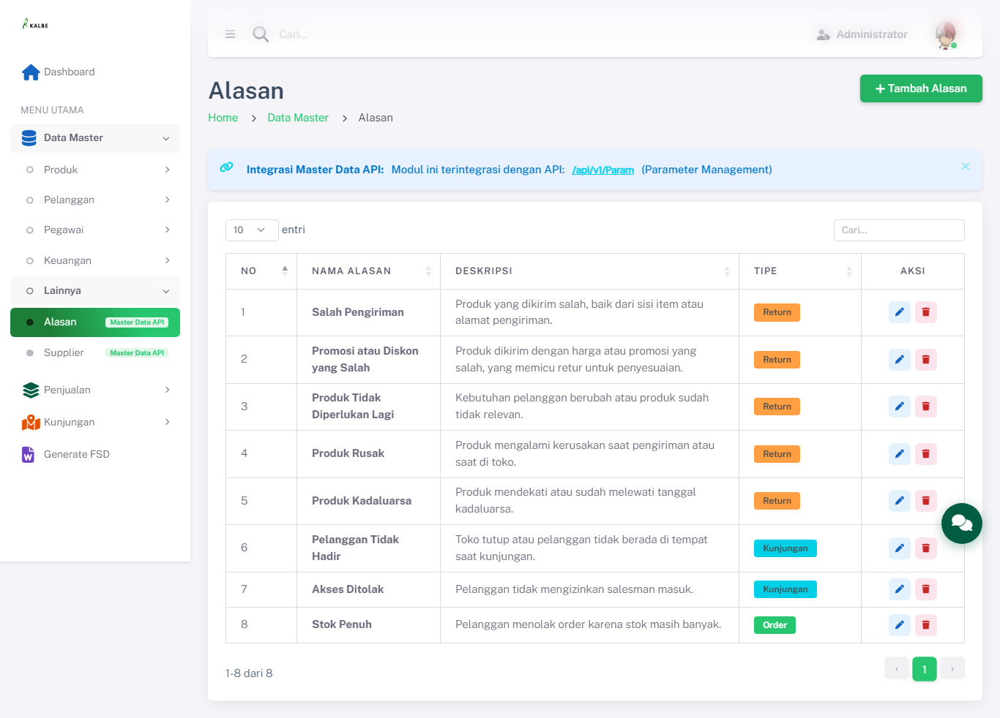 KALBE
Cari...
Administrator
Dashboard
MENU UTAMA
Data Master
Produk
Pelanggan
Pegawai
Keuangan
Lainnya
Alasan Master Data API
Supplier Master Data API
Penjualan
Kunjungan
Generate FSD
Alasan
+ Tambah Alasan
Home > Data Master > Alasan
Integrasi Master Data API: Modul ini terintegrasi dengan API: /api/v1/Param (Parameter Management)
10 entri
Cari...
NO NAMA ALASAN DESKRIPSI TIPE AKSI
1 Salah Pengiriman Produk yang dikirim salah, baik dari sisi item atau
alamat pengiriman. Return
2 Promosi atau Diskon Produk dikirim dengan harga atau promosi yang
yang Salah salah, yang memicu retur untuk penyesuaian. Return
3 Produk Tidak Kebutuhan pelanggan berubah atau produk sudah
Diperlukan Lagi tidak relevan. Return
4 Produk Rusak Produk mengalami kerusakan saat pengiriman atau
saat di toko. Return
5 Produk Kadaluarsa Produk mendekati atau sudah melewati tanggal
kadaluarsa. Return
6 Pelanggan Tidak Toko tutup atau pelanggan tidak berada di tempat
Hadir saat kunjungan. Kunjungan
7 Akses Ditolak Pelanggan tidak mengizinkan salesman masuk. Kunjungan
8 Stok Penuh Pelanggan menolak order karena stok masih banyak. Order
1-8 dari 8
‹ 1 ›